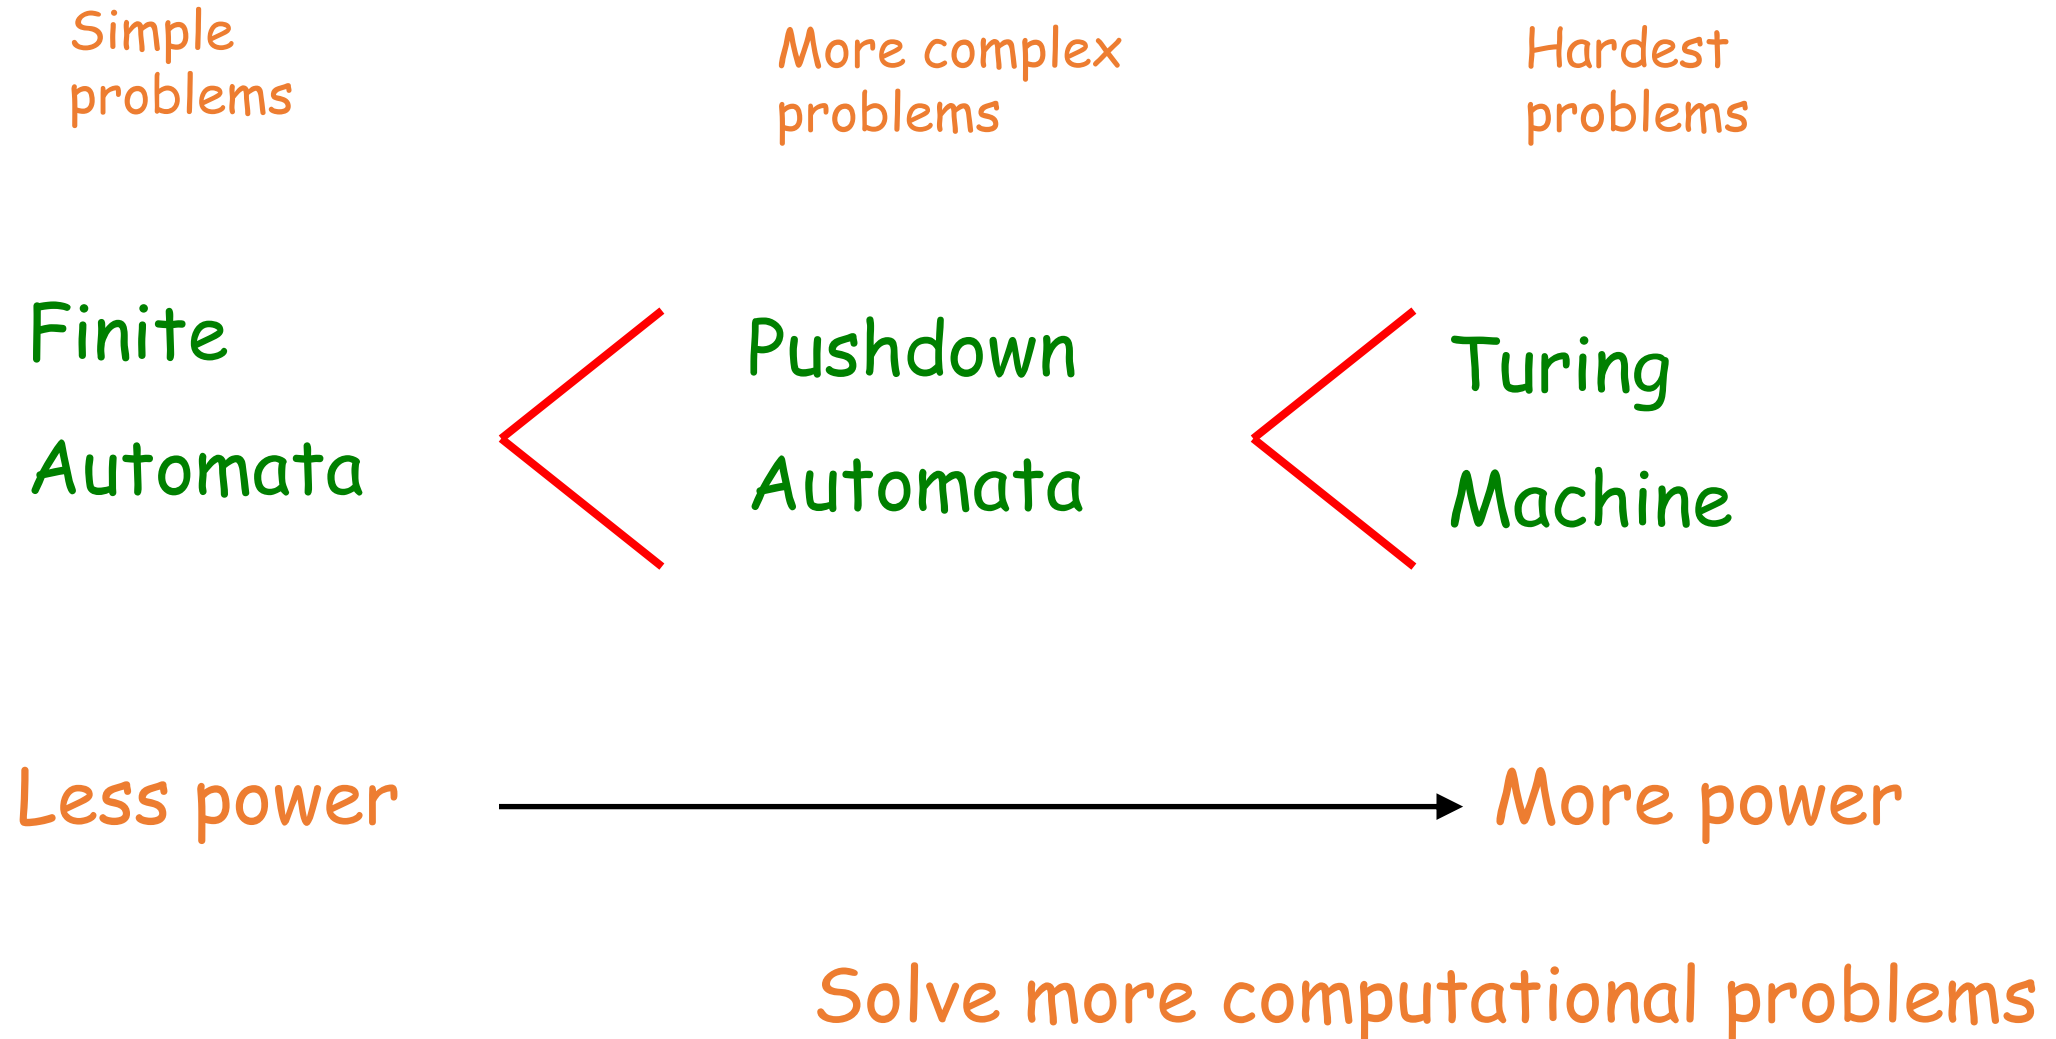 Simple
problems
More complex
problems
Hardest
problems
Finite
Automata
Pushdown
Automata
Turing
Machine
Less power
More power
Solve more computational problems